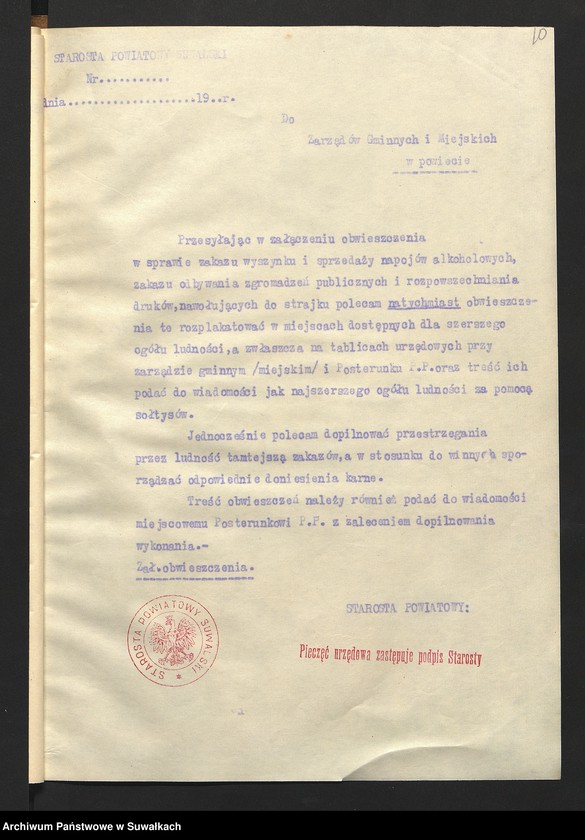 10
STAROSTA POWIATOWY SUWALSKI
Nr...........
dnia....................19..r.
Do
Zarządów Gminnych i Miejskich
w powiecie
Przesyłając w załączeniu obwieszczenia
w sprawie zakazu wyszynku i sprzedaży napojów alkoholowych,
zakazu odbywania zgromadzeń publicznych i rozpowszechniania
druków,nawołujących do strajku polecam natychmiast obwieszcze-
nia te rozplakatować w miejscach dostępnych dla szerszego
ogółu ludności,a zwłaszcza na tablicach urzędowych przy
zarządzie gminnym /miejskim/ i Posterunku P.P.oraz treść ich
podać do wiadomości jak najszerszego ogółu ludności za pomocą
sołtysów.
Jednocześnie polecam dopilnować przestrzegania
przez ludność tamtejszą zakazów,a w stosunku do winnych spo-
rządzać odpowiednie doniesienia karne.
Treść obwieszczeń należy również podać do wiadomości
miejscowemu Posterunkowi P.P. z zaleceniem dopilnowania
wykonania.-
Zał.obwieszczenia.
STAROSTA POWIATOWY:
STAROSTA POWIATOWY SUWALSKI *
Pieczęć urzędowa zastępuje podpis Starosty
Archiwum Państwowe w Suwałkach